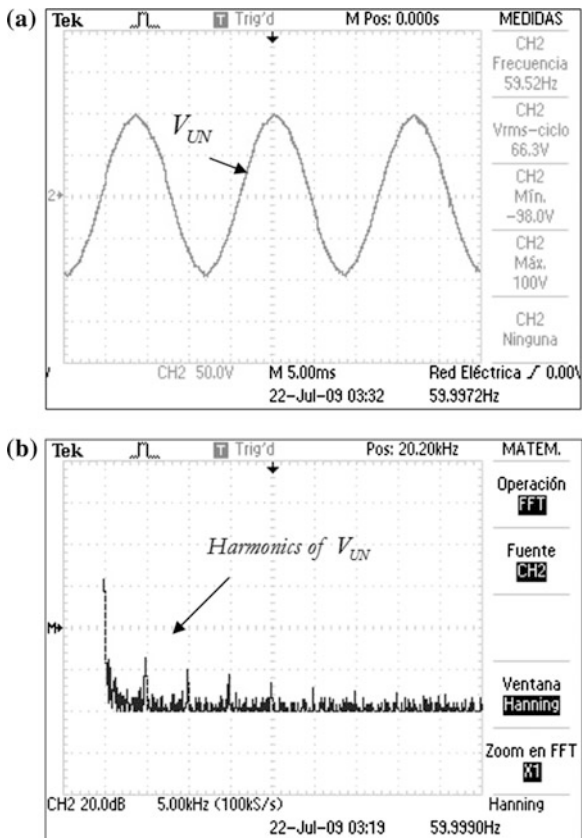 (a)
Tek T Trig'd M Pos: 0.000s MEDIDAS
CH2
Frecuencia
59.52Hz
CH2
Vrms-ciclo
66.3V
CH2
Mín.
-98.0V
CH2
Máx.
100V
CH2
Ninguna
V_UN
2
CH2 50.0V M 5.00ms Red Eléctrica 0.00V
22-Jul-09 03:32 59.9972Hz
(b)
Tek T Trig'd Pos: 20.20kHz MATEM.
Operación
FFT
Fuente
CH2
Ventana
Hanning
Zoom en FFT
X1
Harmonics of V_UN
M
CH2 20.0dB 5.00kHz (100kS/s) Hanning
22-Jul-09 03:19 59.9990Hz